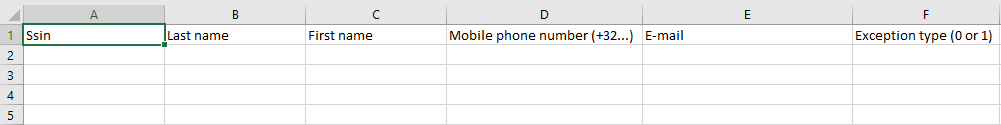 A B C D E F
1 Ssin Last name First name Mobile phone number (+32...) E-mail Exception type (0 or 1)
2
3
4
5